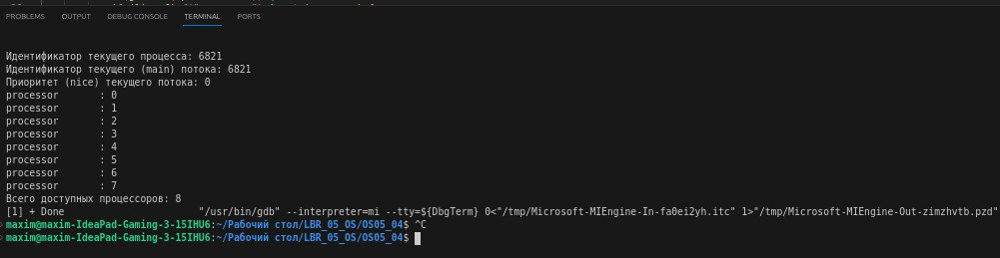 PROBLEMS OUTPUT DEBUG CONSOLE TERMINAL PORTS
Идентификатор текущего процесса: 6821
Идентификатор текущего (main) потока: 6821
Приоритет (nice) текущего потока: 0
processor : 0
processor : 1
processor : 2
processor : 3
processor : 4
processor : 5
processor : 6
processor : 7
Всего доступных процессоров: 8
[1] + Done "/usr/bin/gdb" --interpreter=mi --tty=${DbgTerm} 0<"/tmp/Microsoft-MIEngine-In-fa0ei2yh.itc" 1>"/tmp/Microsoft-MIEngine-Out-zimzhvtb.pzd"
maxim@maxim-IdeaPad-Gaming-3-15IHU6:~/Рабочий стол/LBR_05_OS/OS05_04$ ^C
maxim@maxim-IdeaPad-Gaming-3-15IHU6:~/Рабочий стол/LBR_05_OS/OS05_04$